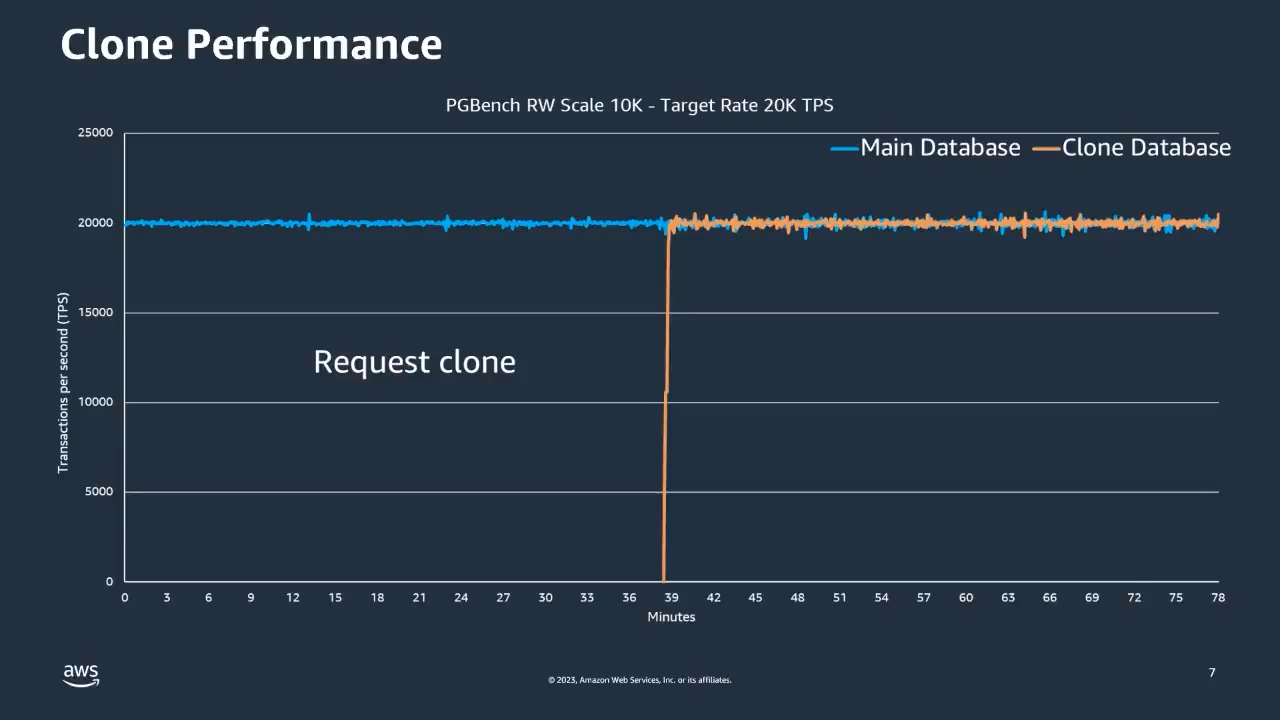 Clone Performance
PGBench RW Scale 10K - Target Rate 20K TPS
Main Database Clone Database
25000
20000
15000
10000
5000
0
Transactions per second (TPS)
Request clone
0 3 6 9 12 15 18 21 24 27 30 33 36 39 42 45 48 51 54 57 60 63 66 69 72 75 78
Minutes
aws
© 2023, Amazon Web Services, Inc. or its affiliates.
7